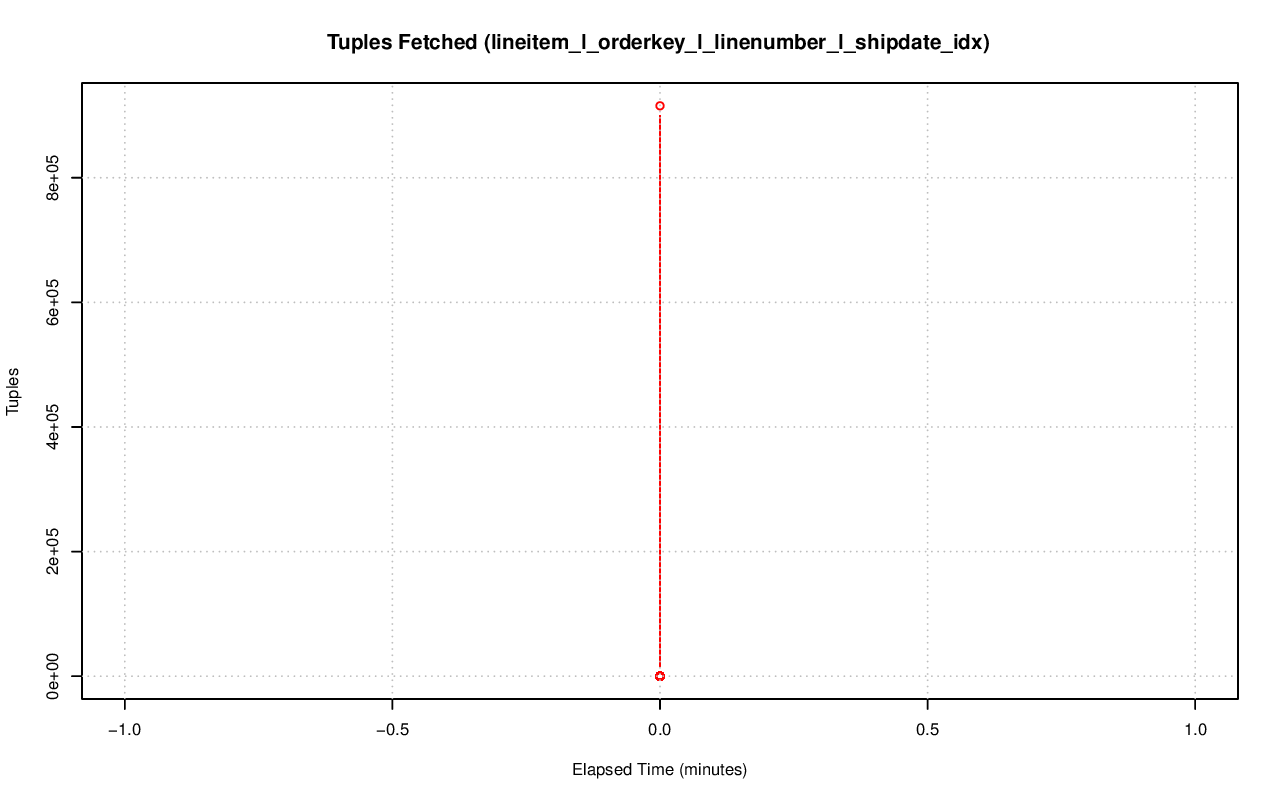 Tuples Fetched (lineitem_l_orderkey_l_linenumber_l_shipdate_idx)
8e+05
6e+05
4e+05
2e+05
0e+00
Tuples
−1.0 −0.5 0.0 0.5 1.0
Elapsed Time (minutes)